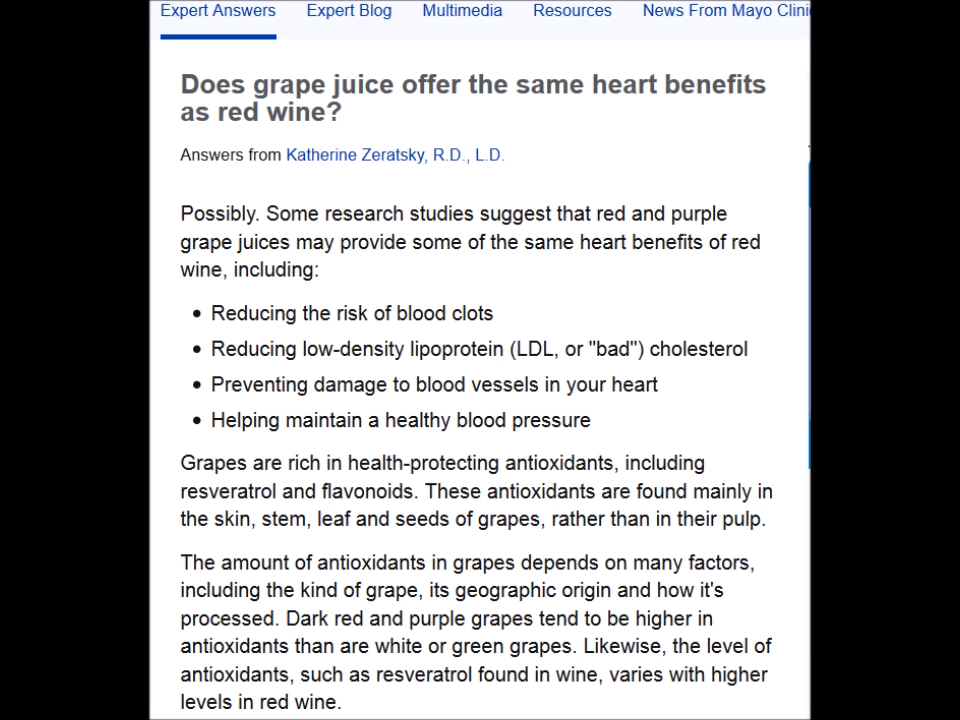 Expert Answers Expert Blog Multimedia Resources News From Mayo Clinic
Does grape juice offer the same heart benefits
as red wine?
Answers from Katherine Zeratsky, R.D., L.D.
Possibly. Some research studies suggest that red and purple
grape juices may provide some of the same heart benefits of red
wine, including:
• Reducing the risk of blood clots
• Reducing low-density lipoprotein (LDL, or "bad") cholesterol
• Preventing damage to blood vessels in your heart
• Helping maintain a healthy blood pressure
Grapes are rich in health-protecting antioxidants, including
resveratrol and flavonoids. These antioxidants are found mainly in
the skin, stem, leaf and seeds of grapes, rather than in their pulp.
The amount of antioxidants in grapes depends on many factors,
including the kind of grape, its geographic origin and how it's
processed. Dark red and purple grapes tend to be higher in
antioxidants than are white or green grapes. Likewise, the level of
antioxidants, such as resveratrol found in wine, varies with higher
levels in red wine.